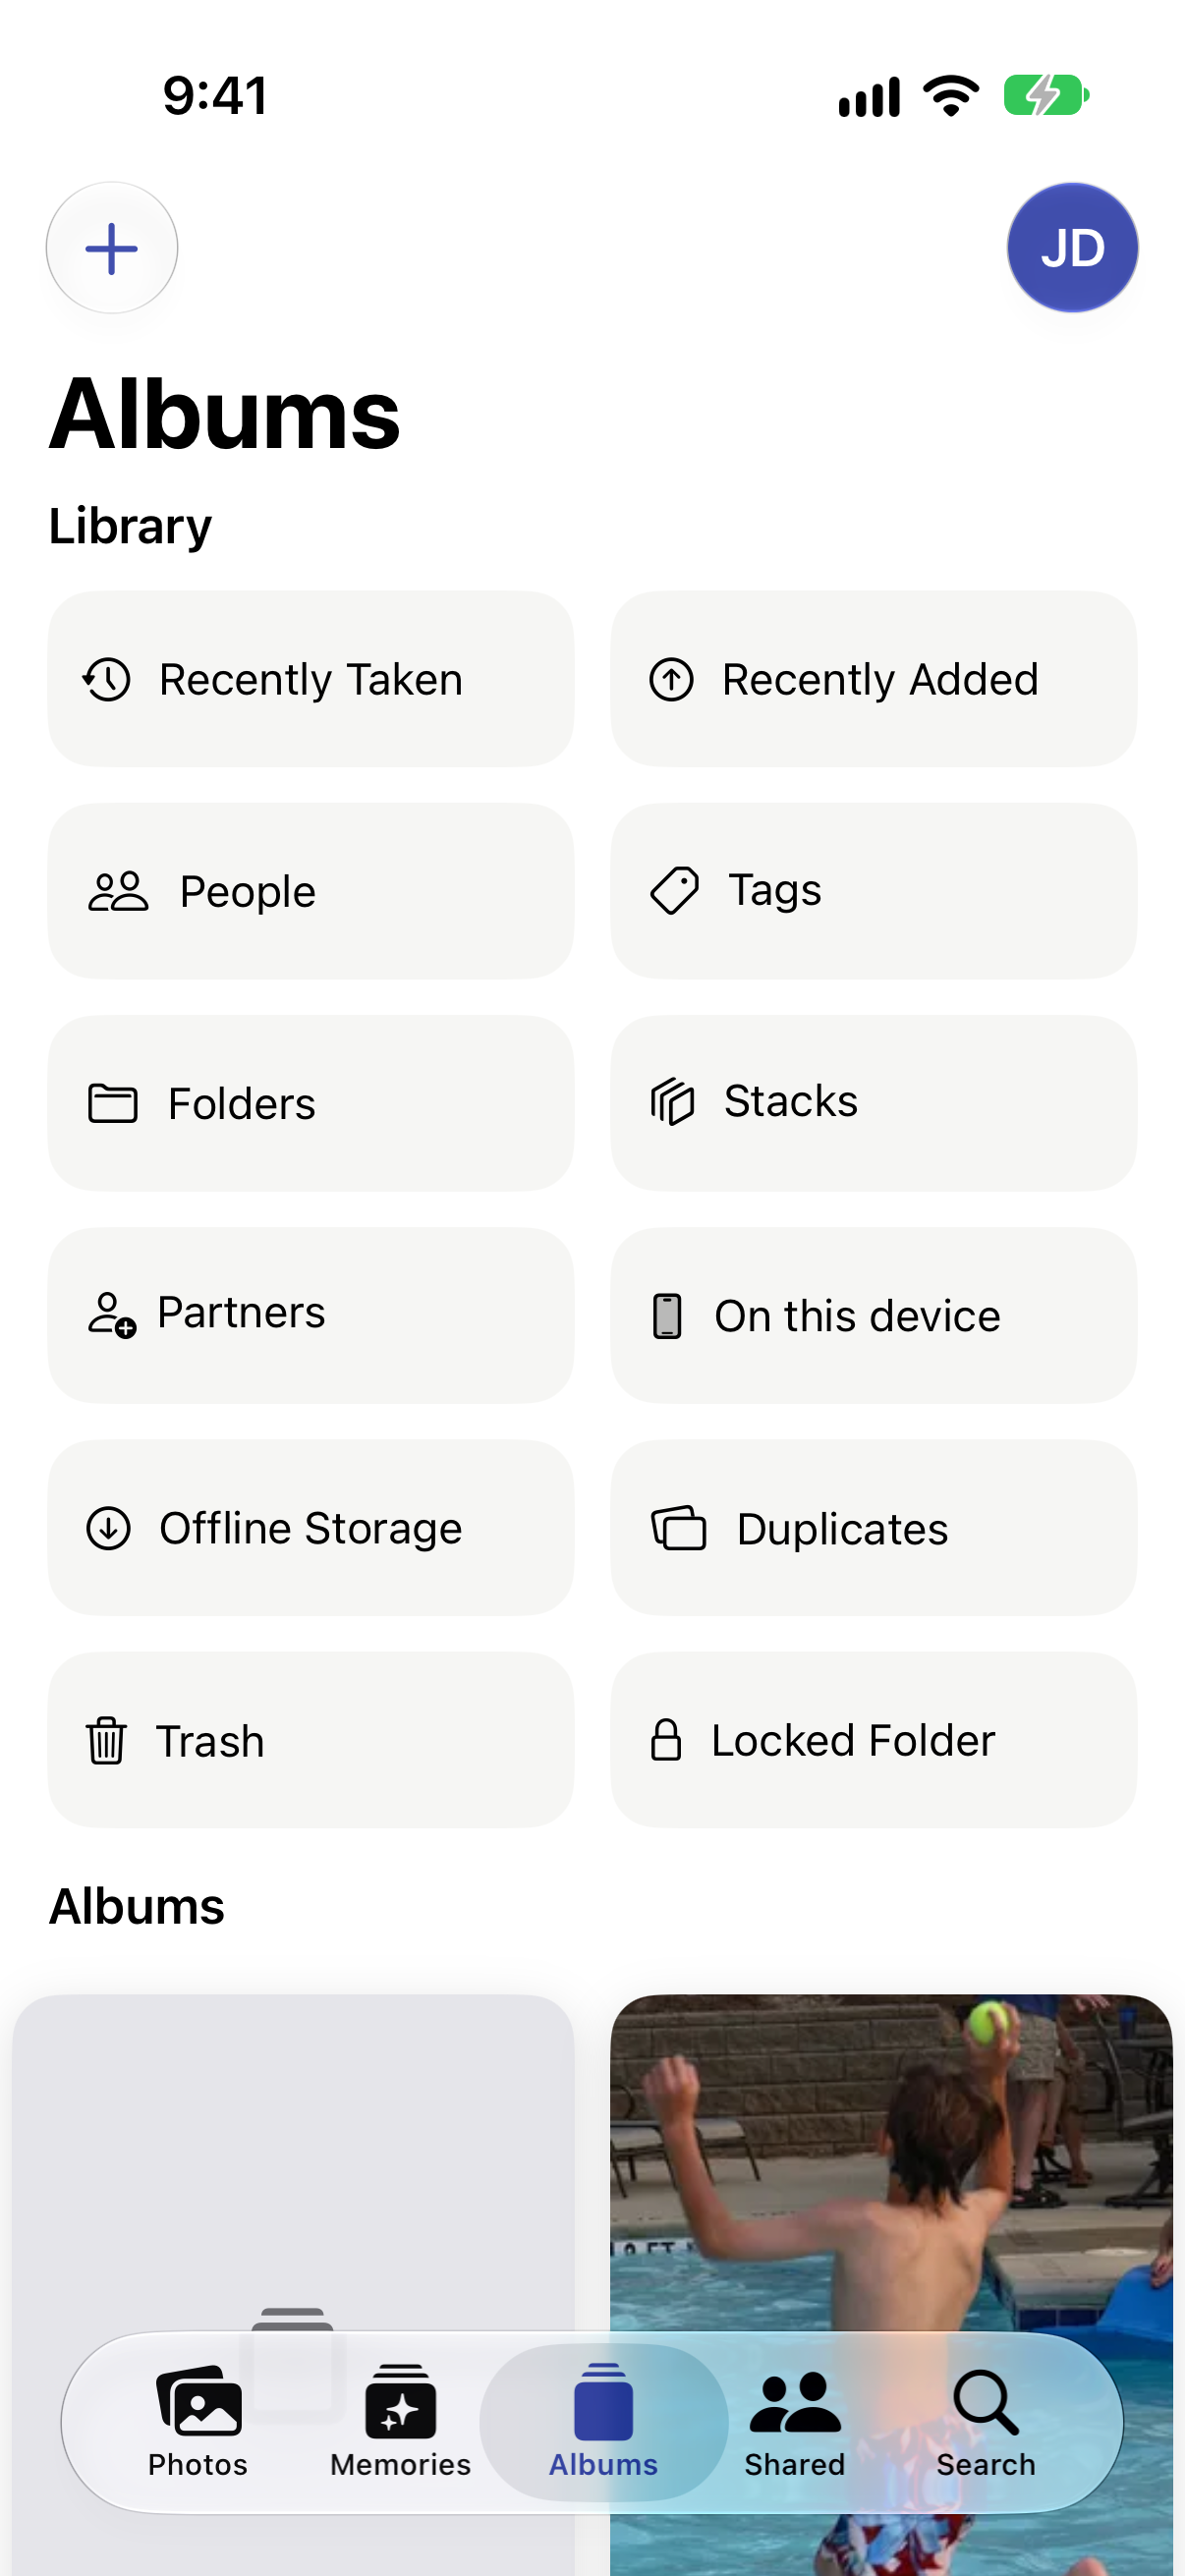 9:41
JD
Albums
Library
Recently Taken
Recently Added
People
Tags
Folders
Stacks
Partners
On this device
Offline Storage
Duplicates
Trash
Locked Folder
Albums
Photos
Memories
Albums
Shared
Search